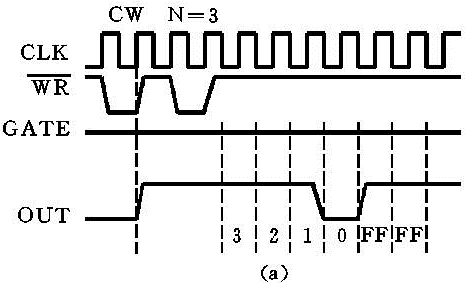 CW N=3
CLK
WR
GATE
OUT
3 2 1 0 FF FF
(a)